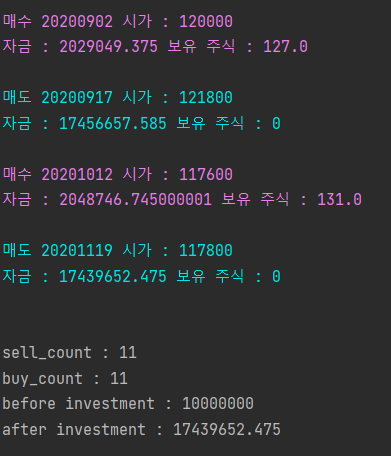 매수 20200902 시가 : 120000
자금 : 2029049.375 보유 주식 : 127.0
매도 20200917 시가 : 121800
자금 : 17456657.585 보유 주식 : 0
매수 20201012 시가 : 117600
자금 : 2048746.745000001 보유 주식 : 131.0
매도 20201119 시가 : 117800
자금 : 17439652.475 보유 주식 : 0
sell_count : 11
buy_count : 11
before investment : 10000000
after investment : 17439652.475